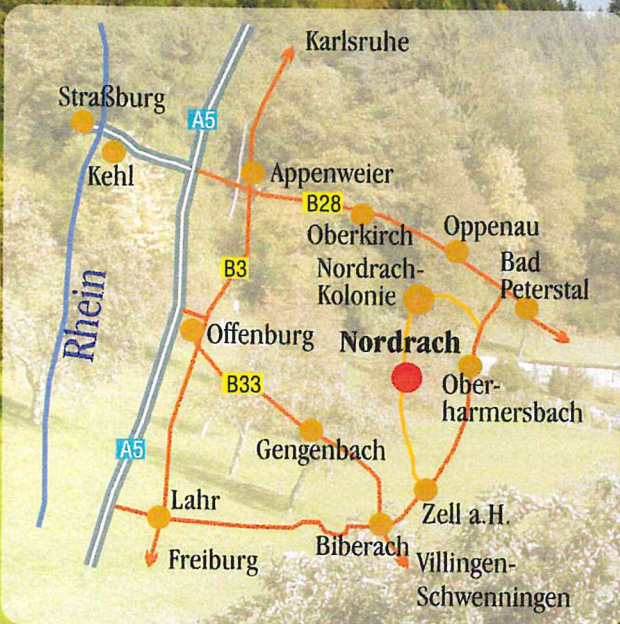 Karlsruhe
Straßburg
A5
Kehl
Appenweier
B28
Oberkirch
Oppenau
Bad
Peterstal
Nordrach-
Kolonie
B3
Rhein
Offenburg
Nordrach
B33
Ober-
harmersbach
A5
Gengenbach
Lahr
Zell a.H.
Biberach
Freiburg
Villingen-
Schwenningen